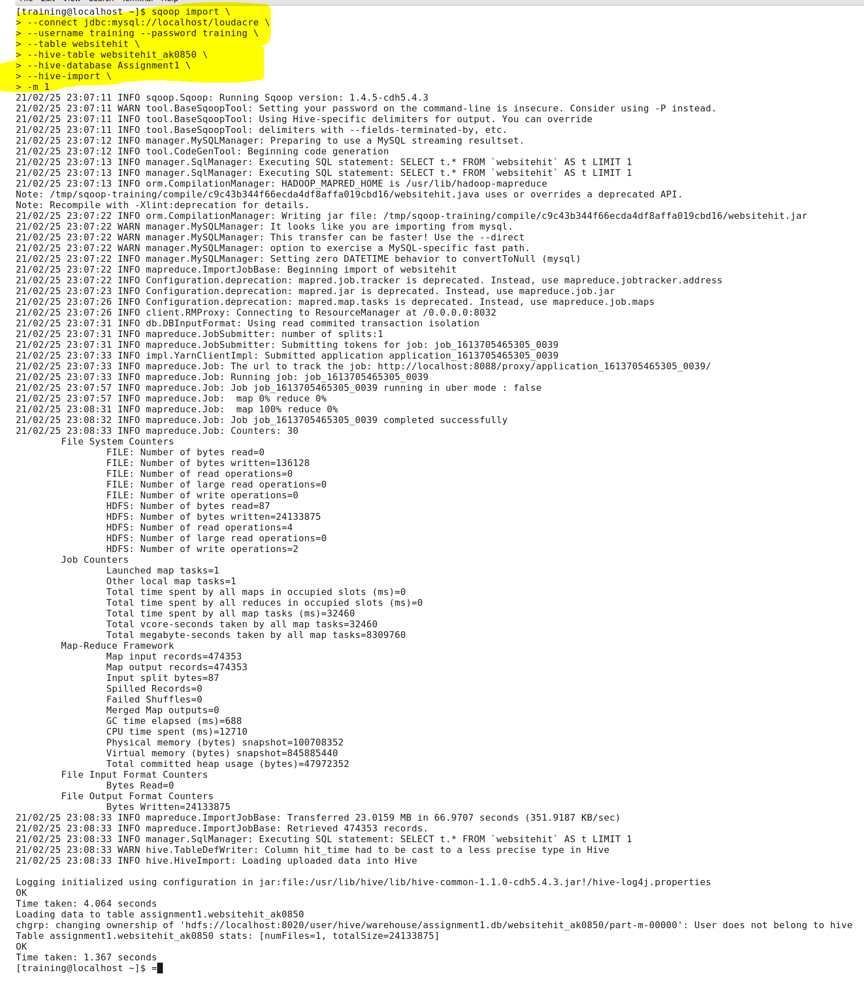 [training@localhost ~]$ sqoop import \
> --connect jdbc:mysql://localhost/loudacre \
> --username training --password training \
> --table websitehit \
> --hive-table websitehit_ak0850 \
> --hive-database Assignment1 \
> --hive-import \
> -m 1
21/02/25 23:07:11 INFO sqoop.Sqoop: Running Sqoop version: 1.4.5-cdh5.4.3
21/02/25 23:07:11 WARN tool.BaseSqoopTool: Setting your password on the command-line is insecure. Consider using -P instead.
21/02/25 23:07:11 INFO tool.BaseSqoopTool: Using Hive-specific delimiters for output. You can override
21/02/25 23:07:11 INFO tool.BaseSqoopTool: delimiters with --fields-terminated-by, etc.
21/02/25 23:07:12 INFO manager.MySQLManager: Preparing to use a MySQL streaming resultset.
21/02/25 23:07:12 INFO tool.CodeGenTool: Beginning code generation
21/02/25 23:07:13 INFO manager.SqlManager: Executing SQL statement: SELECT t.* FROM `websitehit` AS t LIMIT 1
21/02/25 23:07:13 INFO manager.SqlManager: Executing SQL statement: SELECT t.* FROM `websitehit` AS t LIMIT 1
21/02/25 23:07:13 INFO orm.CompilationManager: HADOOP_MAPRED_HOME is /usr/lib/hadoop-mapreduce
Note: /tmp/sqoop-training/compile/c9c43b344f66ecda4df8affa019cbd16/websitehit.java uses or overrides a deprecated API.
Note: Recompile with -Xlint:deprecation for details.
21/02/25 23:07:22 INFO orm.CompilationManager: Writing jar file: /tmp/sqoop-training/compile/c9c43b344f66ecda4df8affa019cbd16/websitehit.jar
21/02/25 23:07:22 WARN manager.MySQLManager: It looks like you are importing from mysql.
21/02/25 23:07:22 WARN manager.MySQLManager: This transfer can be faster! Use the --direct
21/02/25 23:07:22 WARN manager.MySQLManager: option to exercise a MySQL-specific fast path.
21/02/25 23:07:22 INFO manager.MySQLManager: Setting zero DATETIME behavior to convertToNull (mysql)
21/02/25 23:07:22 INFO mapreduce.ImportJobBase: Beginning import of websitehit
21/02/25 23:07:22 INFO Configuration.deprecation: mapred.job.tracker is deprecated. Instead, use mapreduce.jobtracker.address
21/02/25 23:07:23 INFO Configuration.deprecation: mapred.jar is deprecated. Instead, use mapreduce.job.jar
21/02/25 23:07:26 INFO Configuration.deprecation: mapred.map.tasks is deprecated. Instead, use mapreduce.job.maps
21/02/25 23:07:26 INFO client.RMProxy: Connecting to ResourceManager at /0.0.0.0:8032
21/02/25 23:07:31 INFO db.DBInputFormat: Using read commited transaction isolation
21/02/25 23:07:31 INFO mapreduce.JobSubmitter: number of splits:1
21/02/25 23:07:31 INFO mapreduce.JobSubmitter: Submitting tokens for job: job_1613705465305_0039
21/02/25 23:07:33 INFO impl.YarnClientImpl: Submitted application application_1613705465305_0039
21/02/25 23:07:33 INFO mapreduce.Job: The url to track the job: http://localhost:8088/proxy/application_1613705465305_0039/
21/02/25 23:07:33 INFO mapreduce.Job: Running job: job_1613705465305_0039
21/02/25 23:07:57 INFO mapreduce.Job: Job job_1613705465305_0039 running in uber mode : false
21/02/25 23:07:57 INFO mapreduce.Job:  map 0% reduce 0%
21/02/25 23:08:31 INFO mapreduce.Job:  map 100% reduce 0%
21/02/25 23:08:32 INFO mapreduce.Job: Job job_1613705465305_0039 completed successfully
21/02/25 23:08:33 INFO mapreduce.Job: Counters: 30
File System Counters
FILE: Number of bytes read=0
FILE: Number of bytes written=136128
FILE: Number of read operations=0
FILE: Number of large read operations=0
FILE: Number of write operations=0
HDFS: Number of bytes read=87
HDFS: Number of bytes written=24133875
HDFS: Number of read operations=4
HDFS: Number of large read operations=0
HDFS: Number of write operations=2
Job Counters
Launched map tasks=1
Other local map tasks=1
Total time spent by all maps in occupied slots (ms)=0
Total time spent by all reduces in occupied slots (ms)=0
Total time spent by all map tasks (ms)=32460
Total vcore-seconds taken by all map tasks=32460
Total megabyte-seconds taken by all map tasks=8309760
Map-Reduce Framework
Map input records=474353
Map output records=474353
Input split bytes=87
Spilled Records=0
Failed Shuffles=0
Merged Map outputs=0
GC time elapsed (ms)=688
CPU time spent (ms)=12710
Physical memory (bytes) snapshot=100708352
Virtual memory (bytes) snapshot=845885440
Total committed heap usage (bytes)=47972352
File Input Format Counters
Bytes Read=0
File Output Format Counters
Bytes Written=24133875
21/02/25 23:08:33 INFO mapreduce.ImportJobBase: Transferred 23.0159 MB in 66.9707 seconds (351.9187 KB/sec)
21/02/25 23:08:33 INFO mapreduce.ImportJobBase: Retrieved 474353 records.
21/02/25 23:08:33 INFO manager.SqlManager: Executing SQL statement: SELECT t.* FROM `websitehit` AS t LIMIT 1
21/02/25 23:08:33 WARN hive.TableDefWriter: Column hit_time had to be cast to a less precise type in Hive
21/02/25 23:08:33 INFO hive.HiveImport: Loading uploaded data into Hive
Logging initialized using configuration in jar:file:/usr/lib/hive/lib/hive-common-1.1.0-cdh5.4.3.jar!/hive-log4j.properties
OK
Time taken: 4.064 seconds
Loading data to table assignment1.websitehit_ak0850
chgrp: changing ownership of 'hdfs://localhost:8020/user/hive/warehouse/assignment1.db/websitehit_ak0850/part-m-00000': User does not belong to hive
Table assignment1.websitehit_ak0850 stats: [numFiles=1, totalSize=24133875]
OK
Time taken: 1.367 seconds
[training@localhost ~]$ =